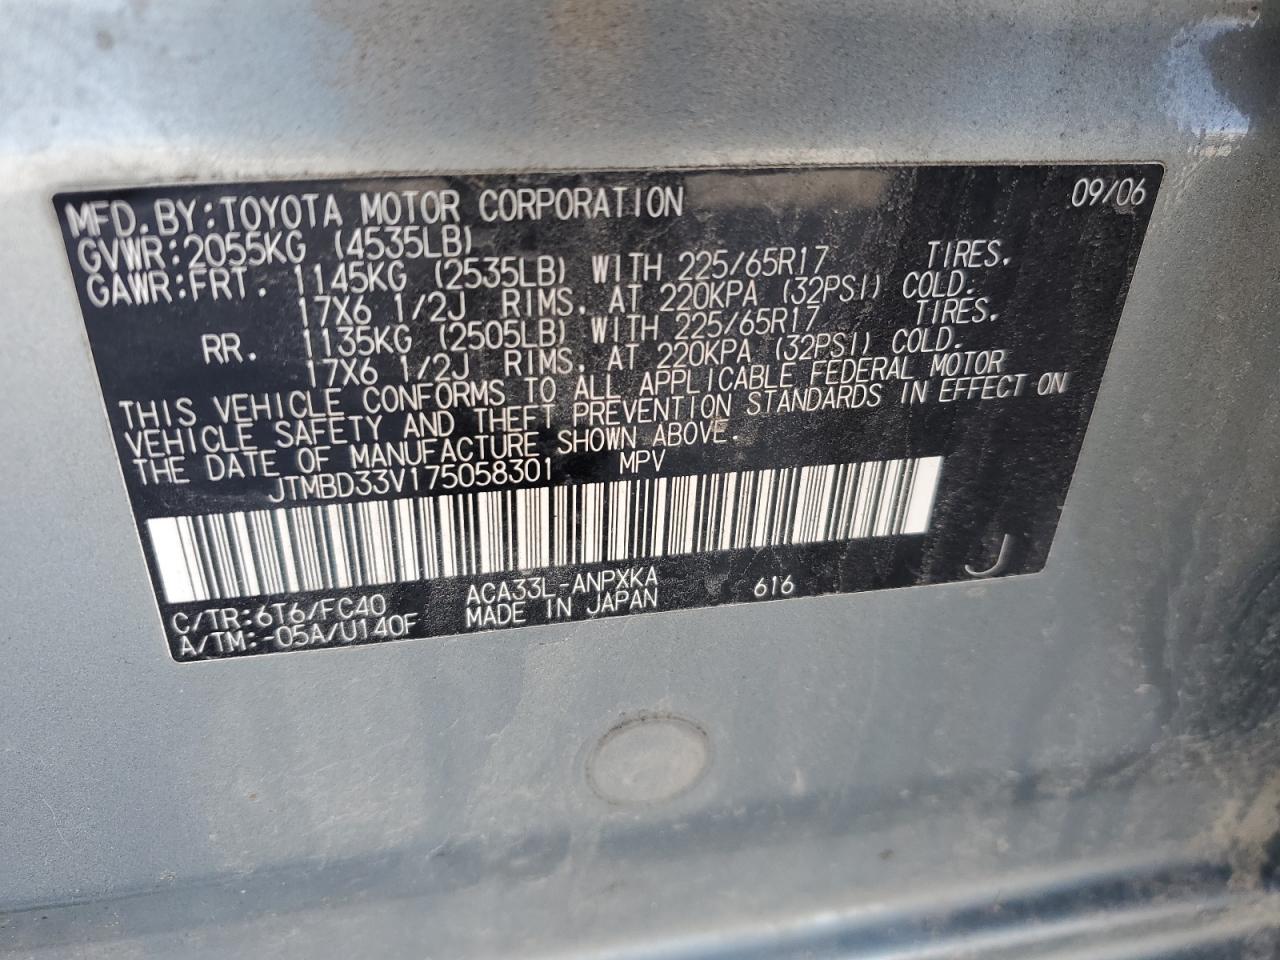 MFD. BY: TOYOTA MOTOR CORPORATION 09/06
GVWR: 2055KG (4535LB)
GAWR: FRT. 1145KG (2535LB) WITH 225/65R17 TIRES.
17X6 1/2J RIMS. AT 220KPA (32PSI) COLD.
RR. 1135KG (2505LB) WITH 225/65R17 TIRES.
17X6 1/2J RIMS. AT 220KPA (32PSI) COLD.
THIS VEHICLE CONFORMS TO ALL APPLICABLE FEDERAL MOTOR
VEHICLE SAFETY AND THEFT PREVENTION STANDARDS IN EFFECT ON
THE DATE OF MANUFACTURE SHOWN ABOVE.
JTMBD33V175058301 MPV
C/TR:6T6/FC40 ACA33L-ANPXKA 616 J
A/TM:-05A/U140F MADE IN JAPAN